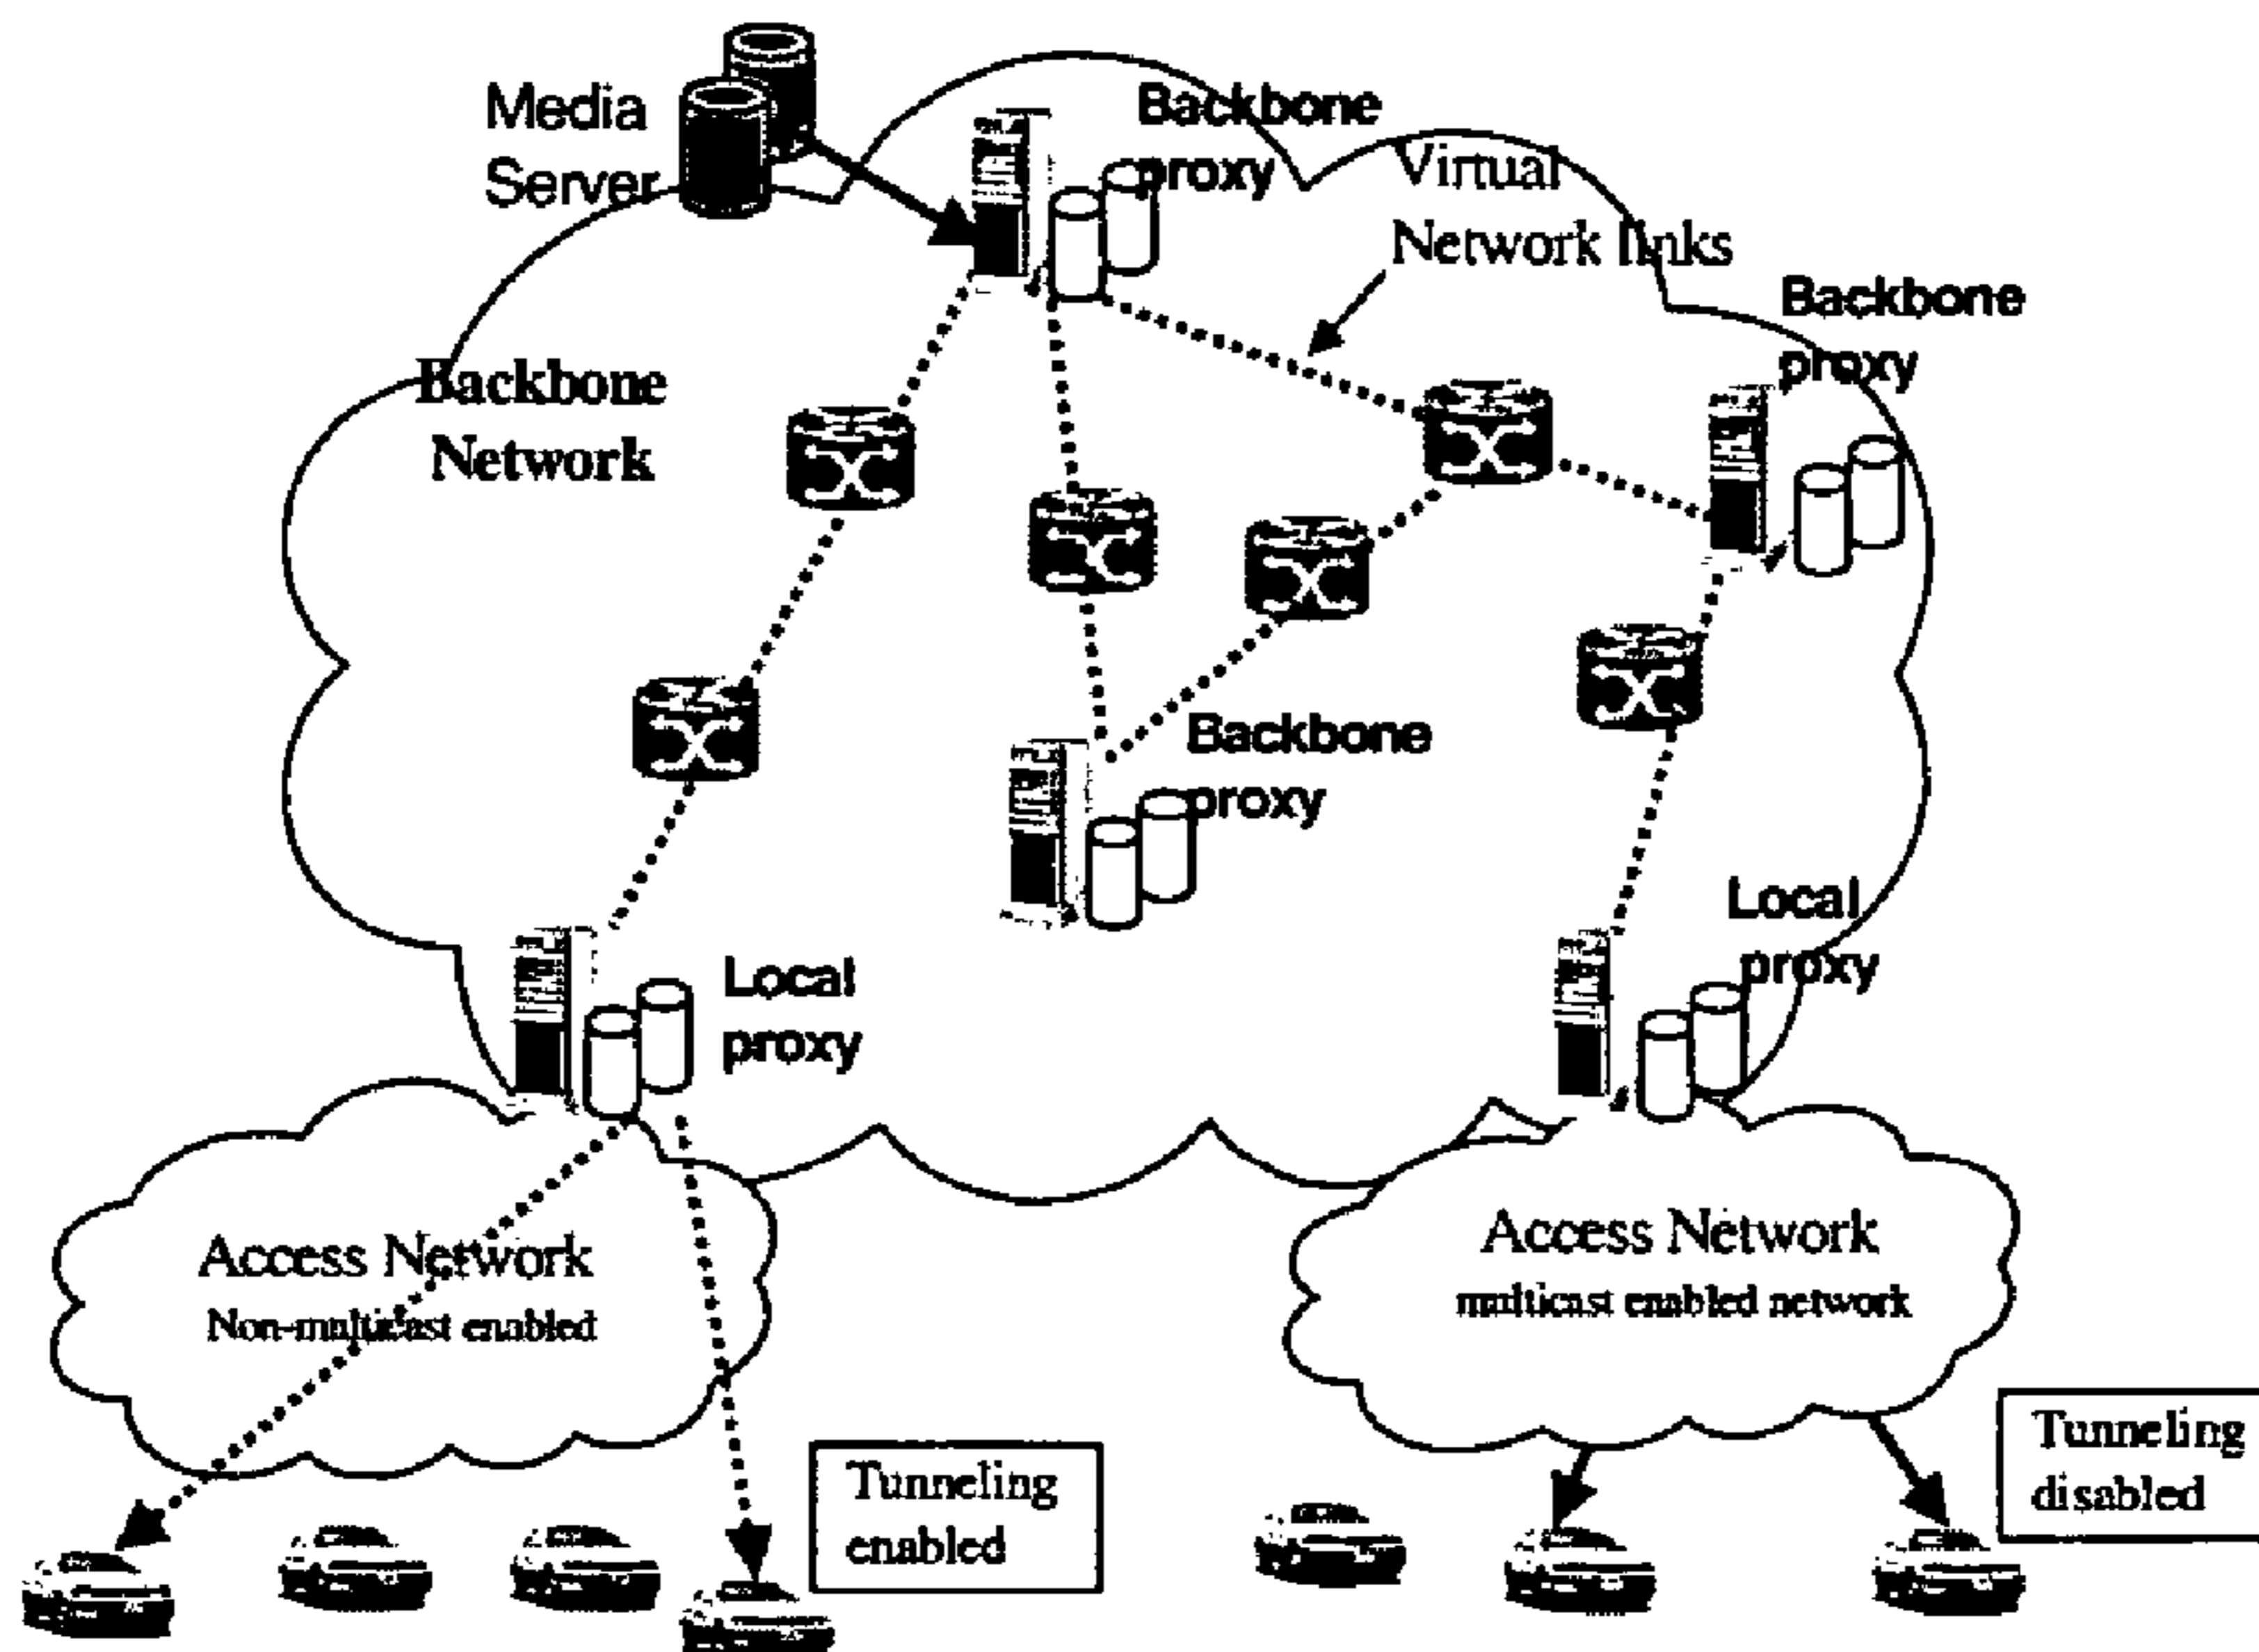 Media
Server
Backbone
proxy
Virtual
Network links
Backbone
proxy
Backbone
Network
Backbone
proxy
Local
proxy
Local
proxy
Access Network
Non-multicast enabled
Access Network
multicast enabled network
Tunneling
enabled
Tunneling
disabled